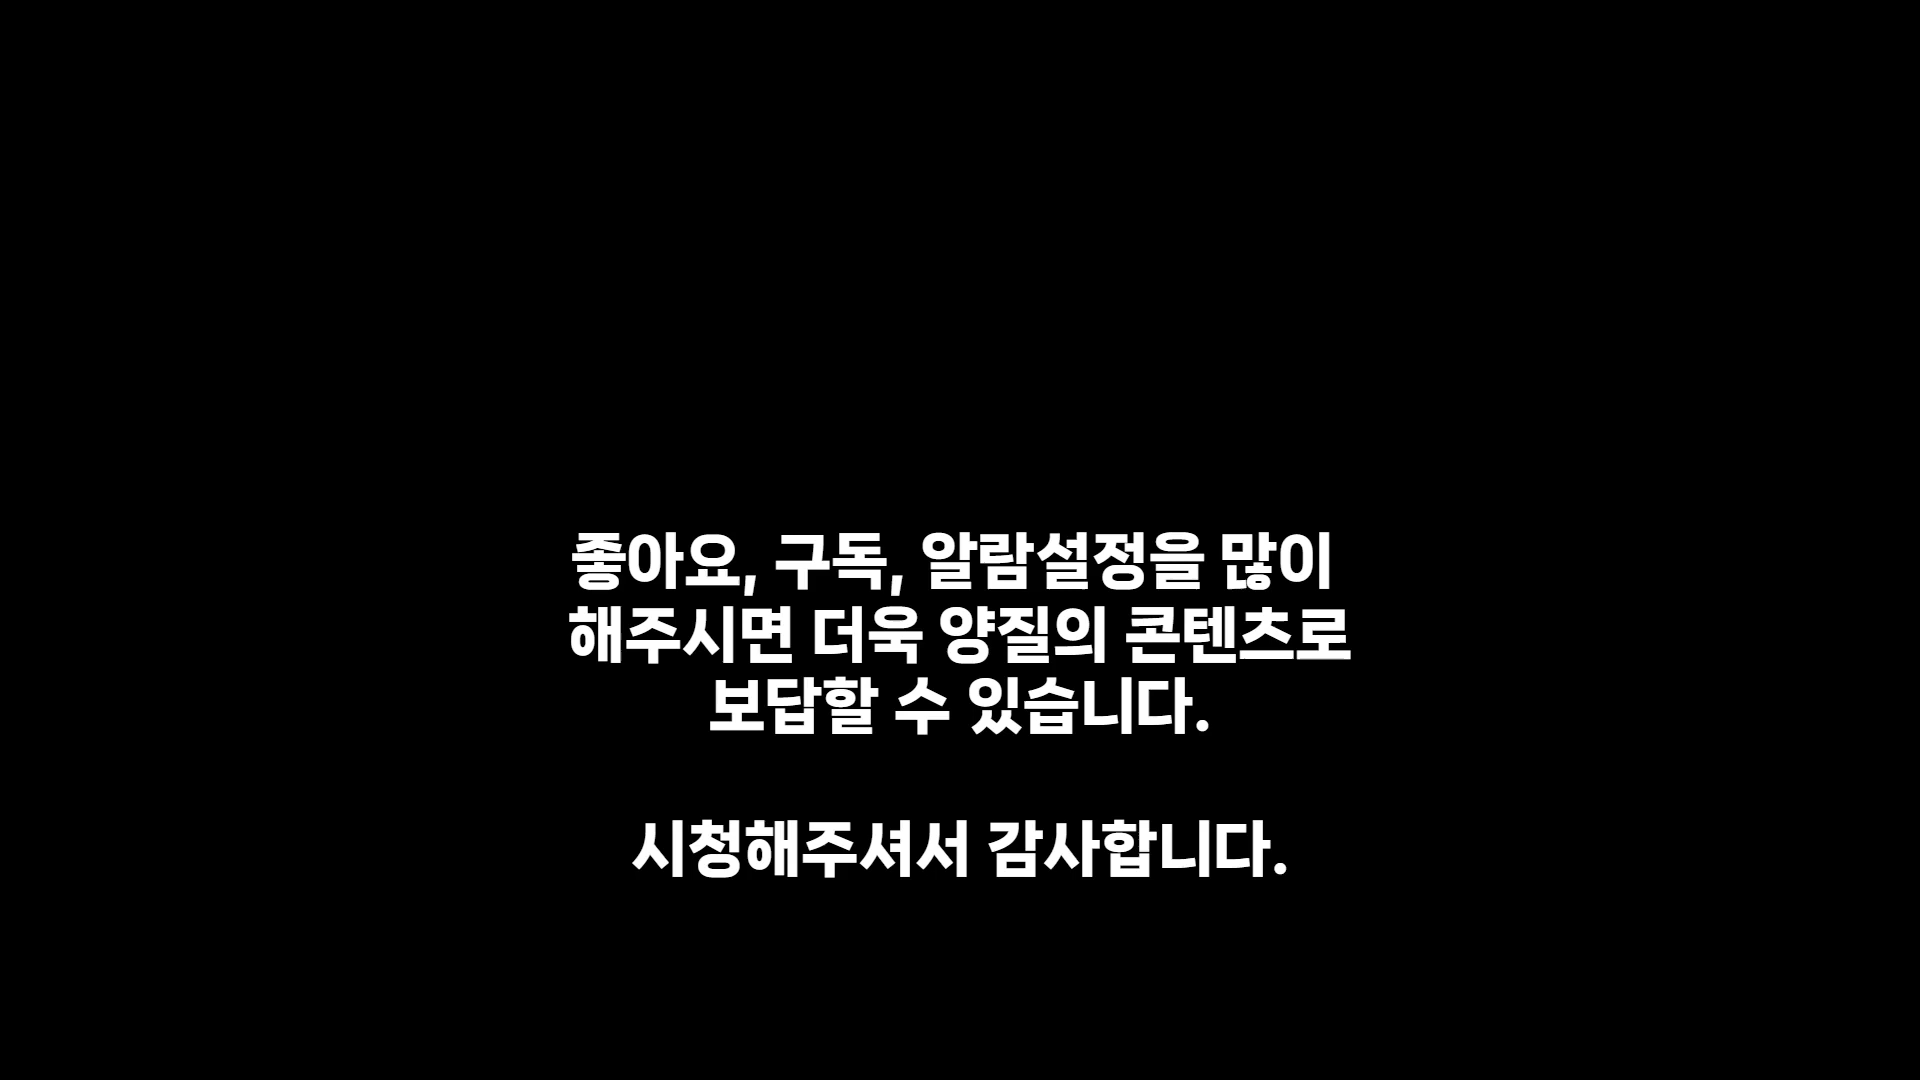 좋아요, 구독, 알람설정을 많이
해주시면 더욱 양질의 콘텐츠로
보답할 수 있습니다.
시청해주셔서 감사합니다.